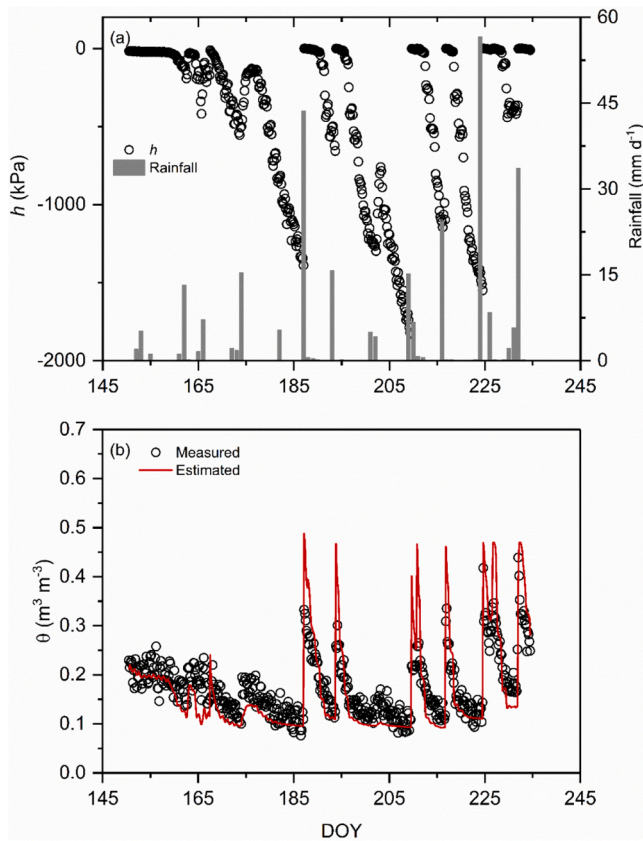 (a)
0
-1000
-2000
h (kPa)
h
Rainfall
60
45
30
15
0
Rainfall (mm d⁻¹)
145 165 185 205 225 245
(b)
Measured
Estimated
0.7
0.6
0.5
0.4
0.3
0.2
0.1
0.0
θ (m³ m⁻³)
145 165 185 205 225 245
DOY